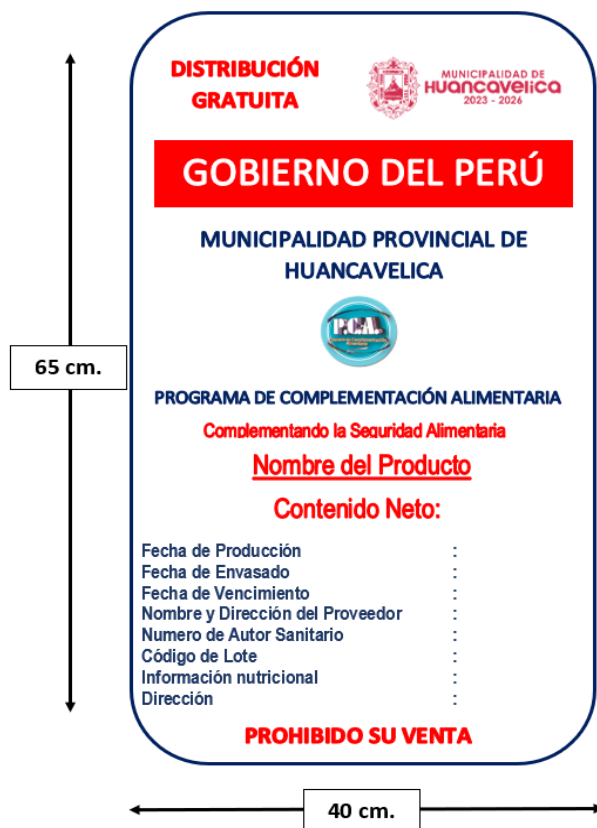 DISTRIBUCIÓN
GRATUITA
MUNICIPALIDAD DE
Huancavelica
2023 - 2026
GOBIERNO DEL PERÚ
MUNICIPALIDAD PROVINCIAL DE
HUANCAVELICA
P.C.A.
65 cm.
PROGRAMA DE COMPLEMENTACIÓN ALIMENTARIA
Complementando la Seguridad Alimentaria
Nombre del Producto
Contenido Neto:
Fecha de Producción :
Fecha de Envasado :
Fecha de Vencimiento :
Nombre y Dirección del Proveedor :
Numero de Autor Sanitario :
Código de Lote :
Información nutricional :
Dirección :
PROHIBIDO SU VENTA
40 cm.